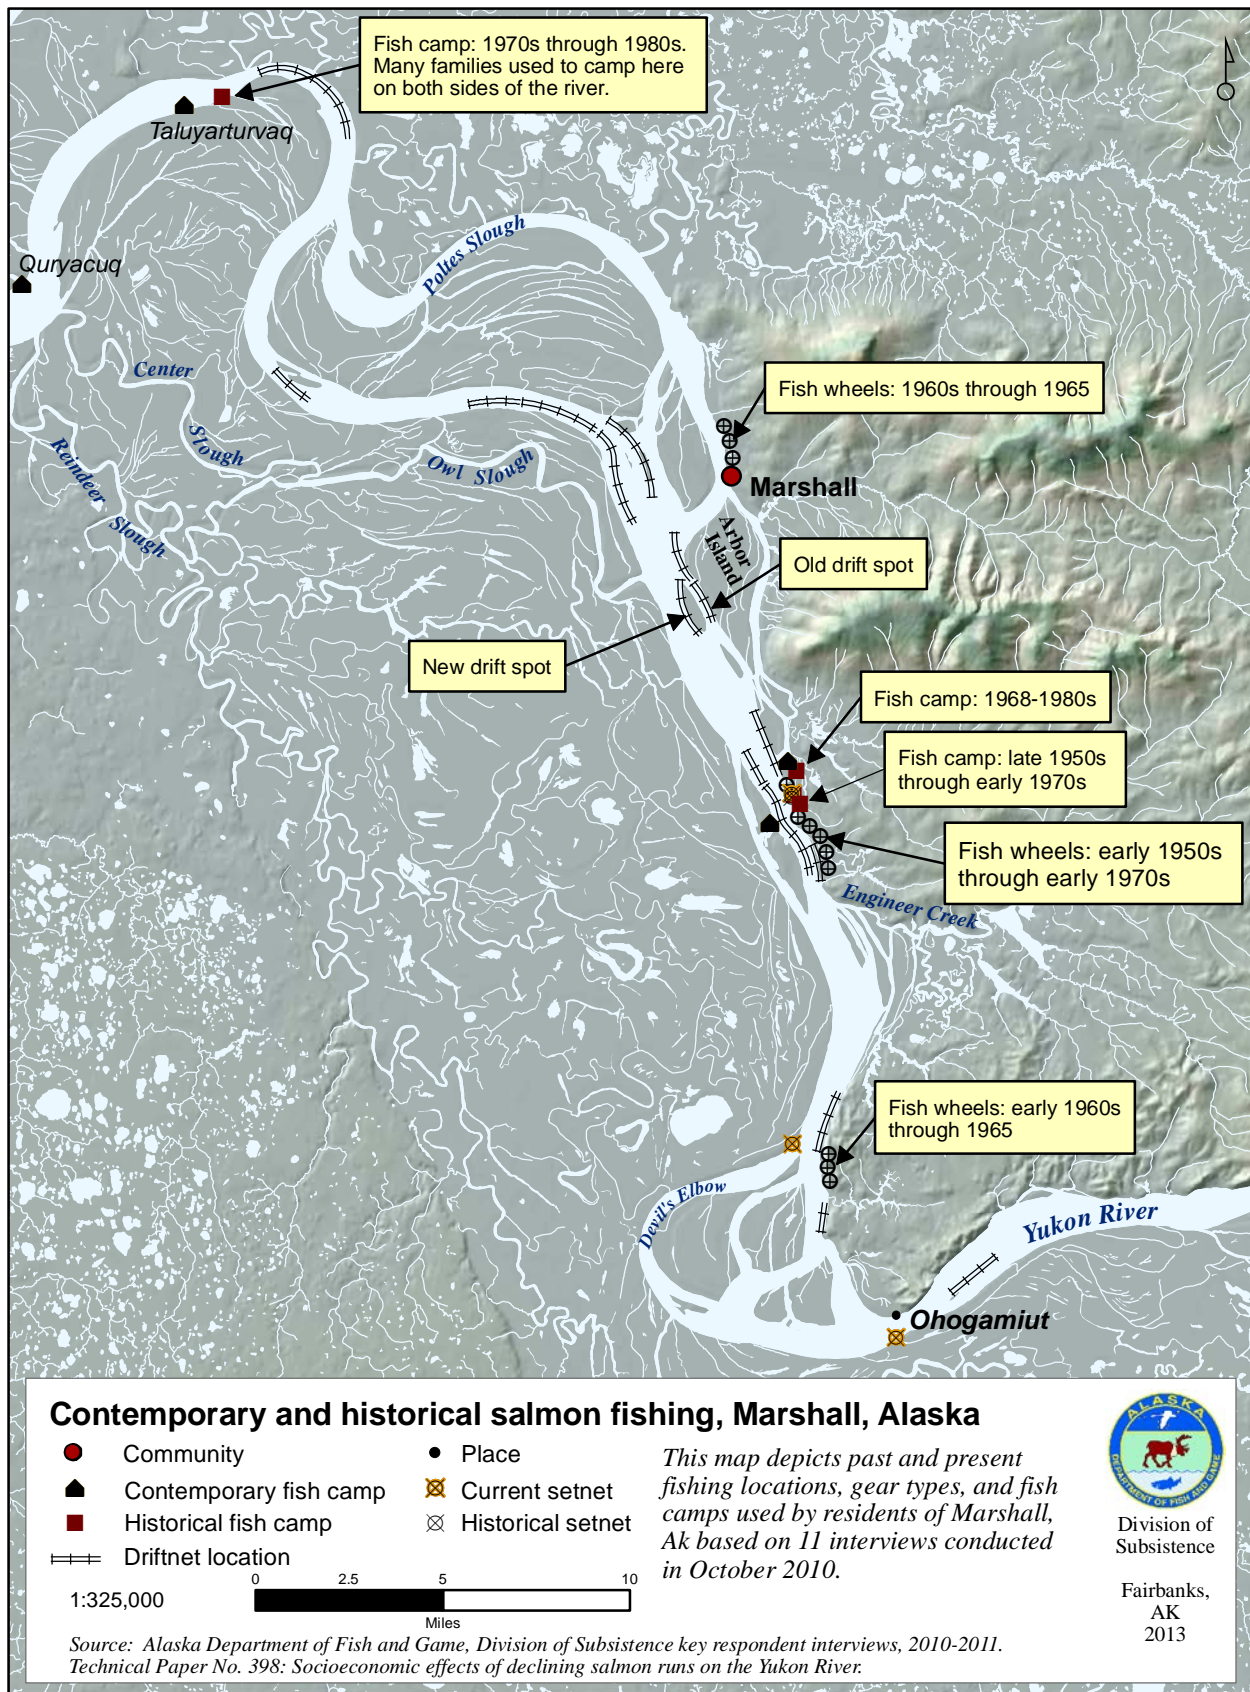 Fish camp: 1970s through 1980s.
Many families used to camp here
on both sides of the river.
Taluyarturvaq
Quryacuq
Poltes Slough
Center
Slough
Reindeer
Slough
Owl Slough
Fish wheels: 1960s through 1965
Marshall
Arbor
Island
Old drift spot
New drift spot
Fish camp: 1968-1980s
Fish camp: late 1950s
through early 1970s
Fish wheels: early 1950s
through early 1970s
Engineer Creek
Fish wheels: early 1960s
through 1965
Devil's Elbow
Yukon River
Ohogamiut
Contemporary and historical salmon fishing, Marshall, Alaska
Community
Contemporary fish camp
Historical fish camp
Driftnet location
Place
Current setnet
Historical setnet
This map depicts past and present
fishing locations, gear types, and fish
camps used by residents of Marshall,
Ak based on 11 interviews conducted
in October 2010.
1:325,000
0 2.5 5 10
Miles
ALASKA
DEPARTMENT OF FISH AND GAME
Division of
Subsistence
Fairbanks,
AK
2013
Source: Alaska Department of Fish and Game, Division of Subsistence key respondent interviews, 2010-2011.
Technical Paper No. 398: Socioeconomic effects of declining salmon runs on the Yukon River.